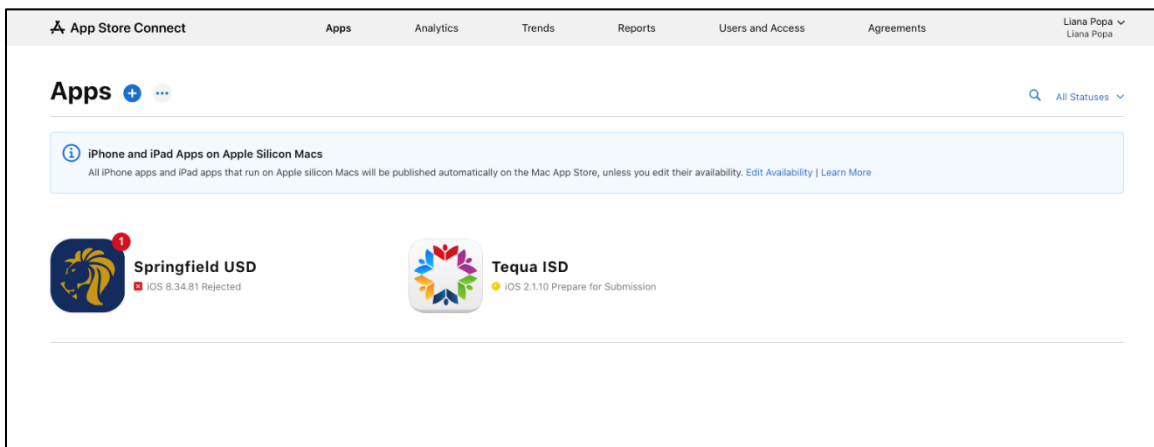 App Store Connect
Apps
Analytics
Trends
Reports
Users and Access
Agreements
Liana Popa
Liana Popa
Apps
All Statuses
iPhone and iPad Apps on Apple Silicon Macs
All iPhone apps and iPad apps that run on Apple silicon Macs will be published automatically on the Mac App Store, unless you edit their availability. Edit Availability | Learn More
1
Springfield USD
iOS 8.34.81 Rejected
Tequa ISD
iOS 2.1.10 Prepare for Submission